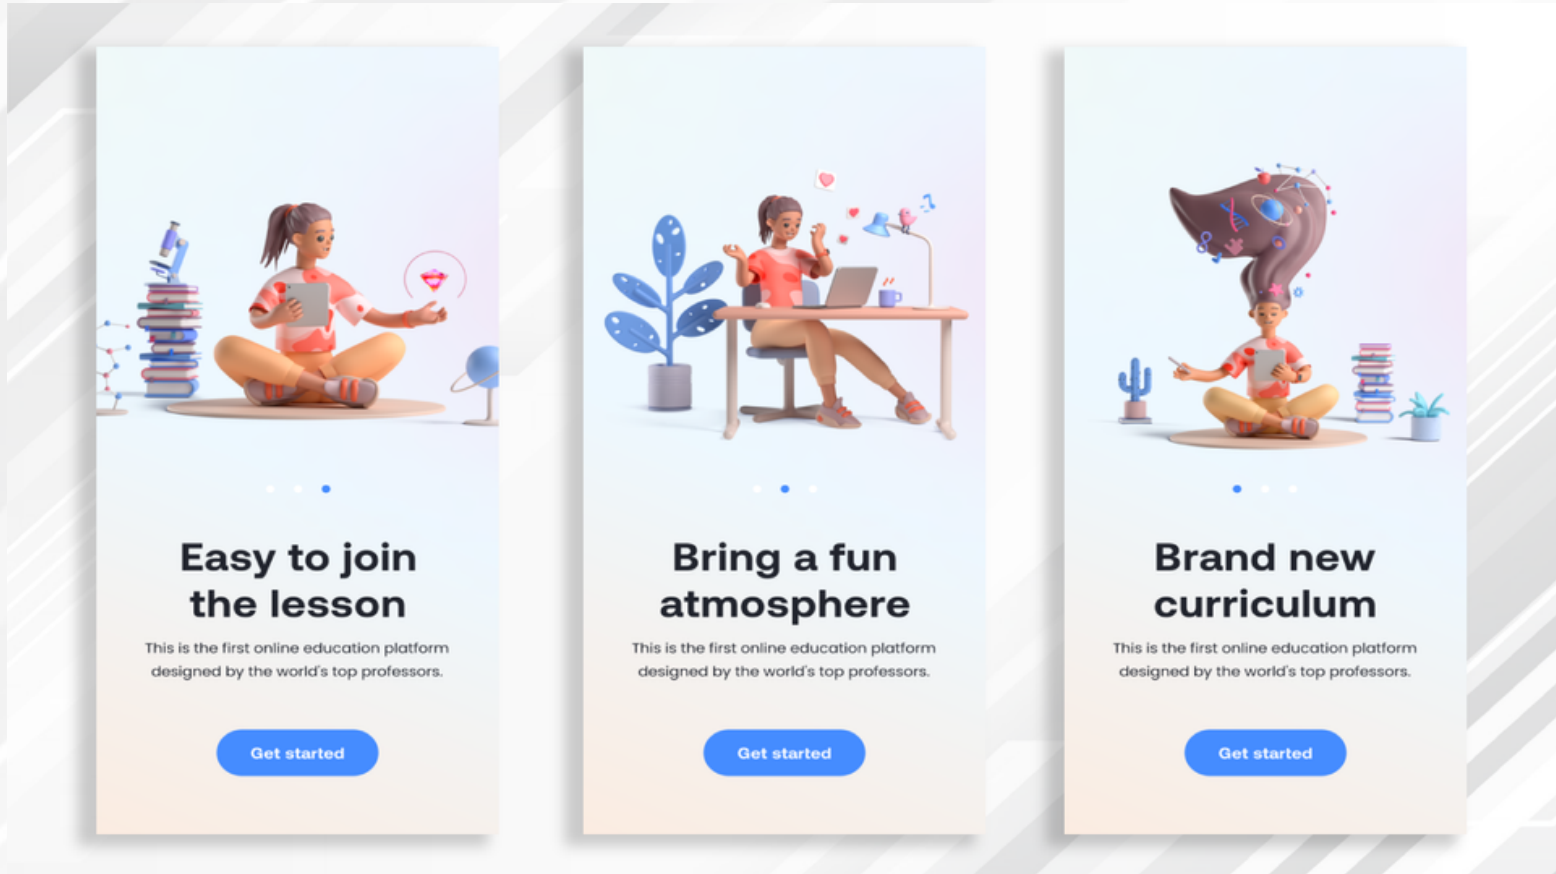 Easy to join
the lesson
This is the first online education platform
designed by the world's top professors.
Get started
Bring a fun
atmosphere
This is the first online education platform
designed by the world's top professors.
Get started
Brand new
curriculum
This is the first online education platform
designed by the world's top professors.
Get started